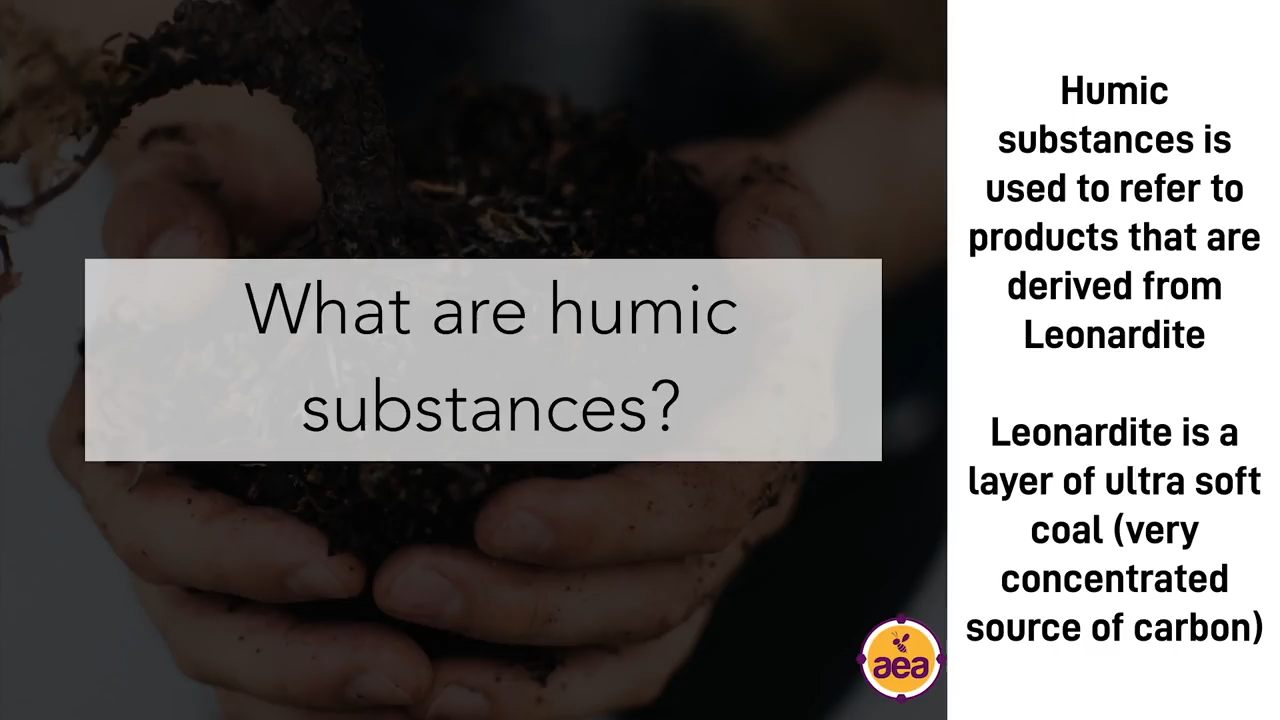 What are humic
substances?
aea
Humic
substances is
used to refer to
products that are
derived from
Leonardite
Leonardite is a
layer of ultra soft
coal (very
concentrated
source of carbon)